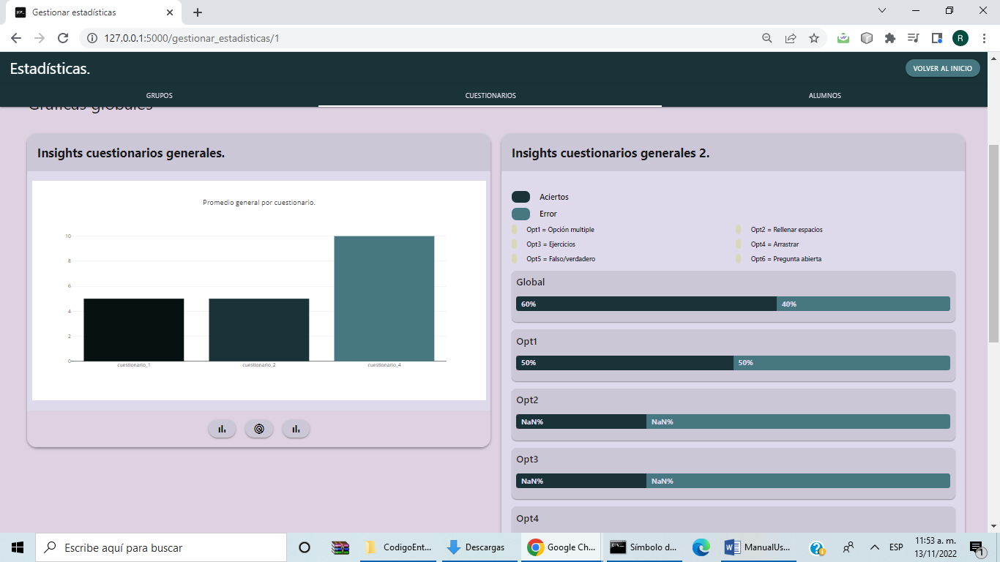 Gestionar estadísticas
127.0.0.1:5000/gestionar_estadisticas/1
R
Estadísticas.
VOLVER AL INICIO
GRUPOS
CUESTIONARIOS
ALUMNOS
Gráficas globales
Insights cuestionarios generales.
Promedio general por cuestionario.
10
8
6
4
2
0
cuestionario_1
cuestionario_2
cuestionario_4
Insights cuestionarios generales 2.
Aciertos
Error
Opt1 = Opción multiple
Opt2 = Rellenar espacios
Opt3 = Ejercicios
Opt4 = Arrastrar
Opt5 = Falso/verdadero
Opt6 = Pregunta abierta
Global
60% 40%
Opt1
50% 50%
Opt2
NaN% NaN%
Opt3
NaN% NaN%
Opt4
Escribe aquí para buscar
CodigoEnt...
Descargas
Google Ch...
Símbolo d...
ManualUs...
ESP
11:53 a. m.
13/11/2022
1